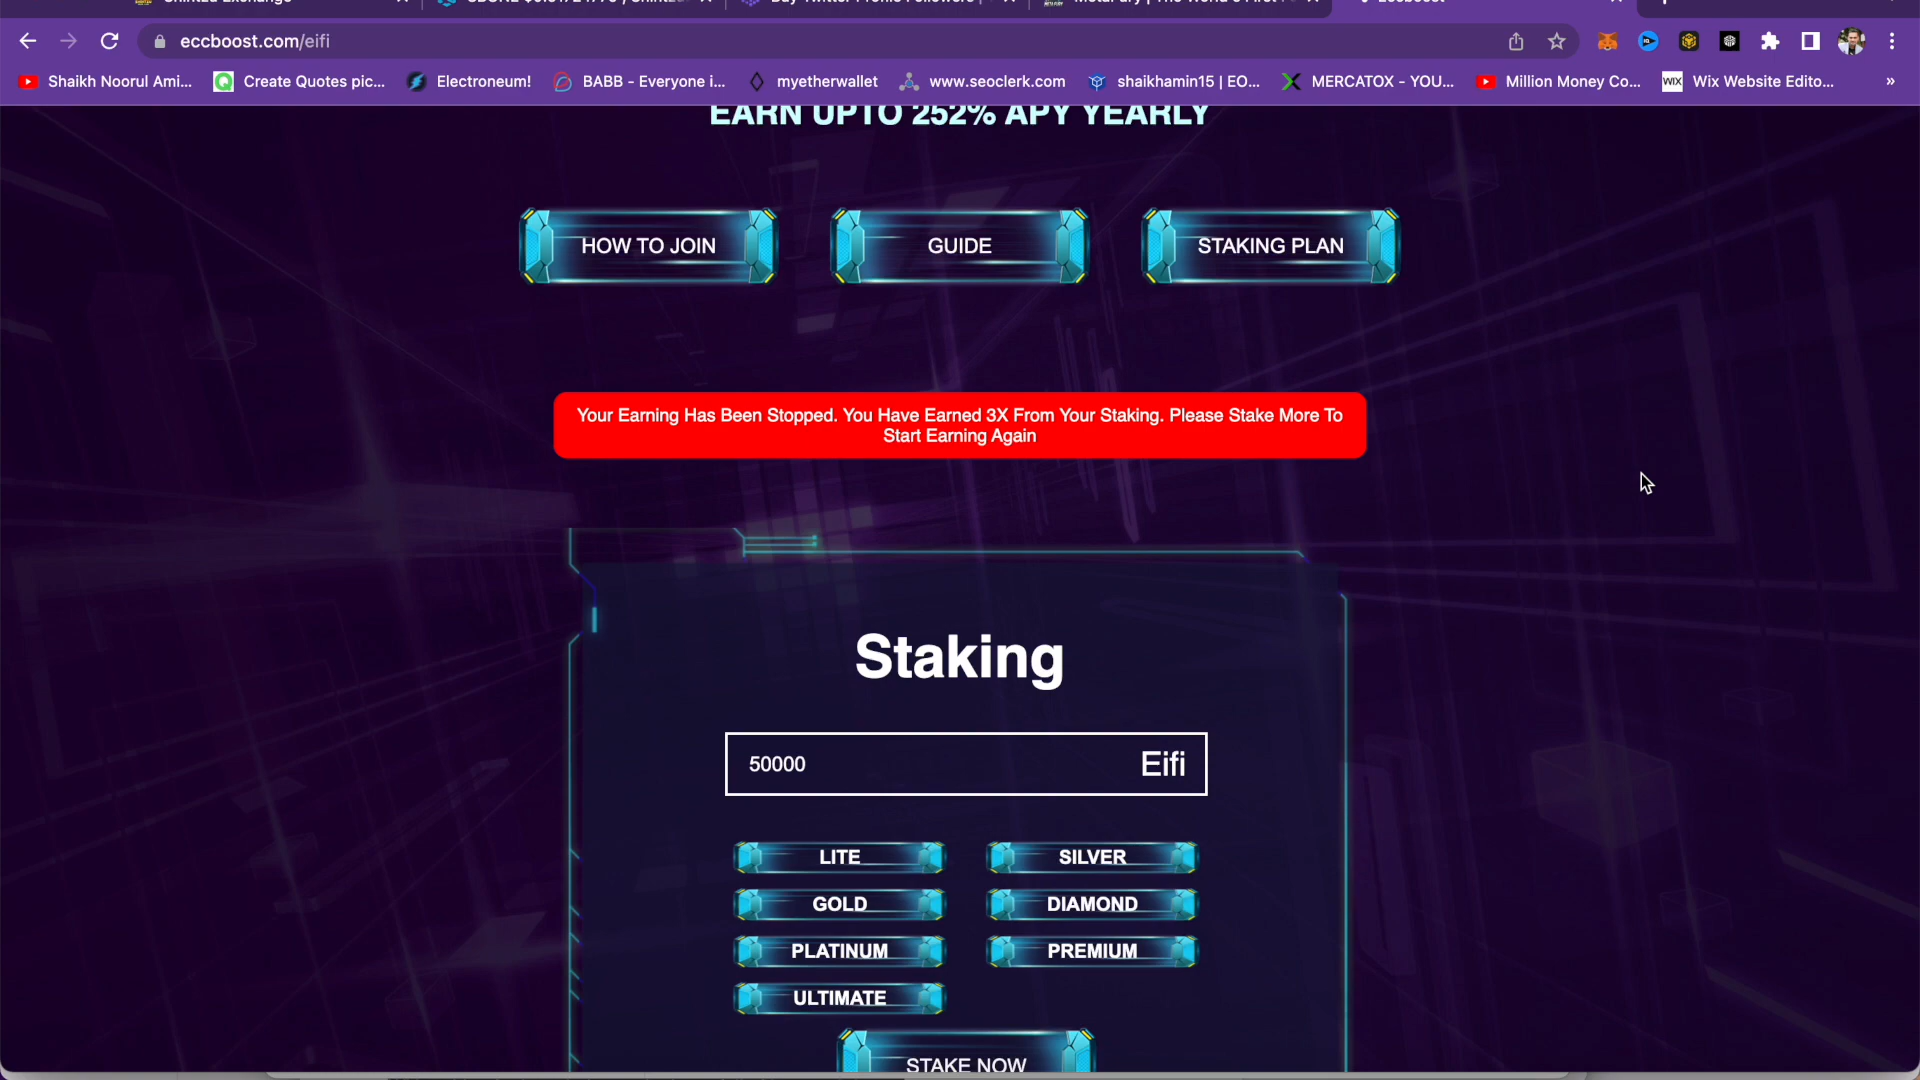 eccboost.com/eifi
Shaikh Noorul Ami...
Create Quotes pic...
Electroneum!
BABB - Everyone i...
myetherwallet
www.seoclerk.com
shaikhamin15 | EO...
MERCATOX - YOU...
Million Money Co...
WIX
Wix Website Edito...
»
EARN UPTO 252% APY YEARLY
HOW TO JOIN
GUIDE
STAKING PLAN
Your Earning Has Been Stopped. You Have Earned 3X From Your Staking. Please Stake More To
Start Earning Again
Staking
50000 Eifi
LITE
SILVER
GOLD
DIAMOND
PLATINUM
PREMIUM
ULTIMATE
STAKE NOW